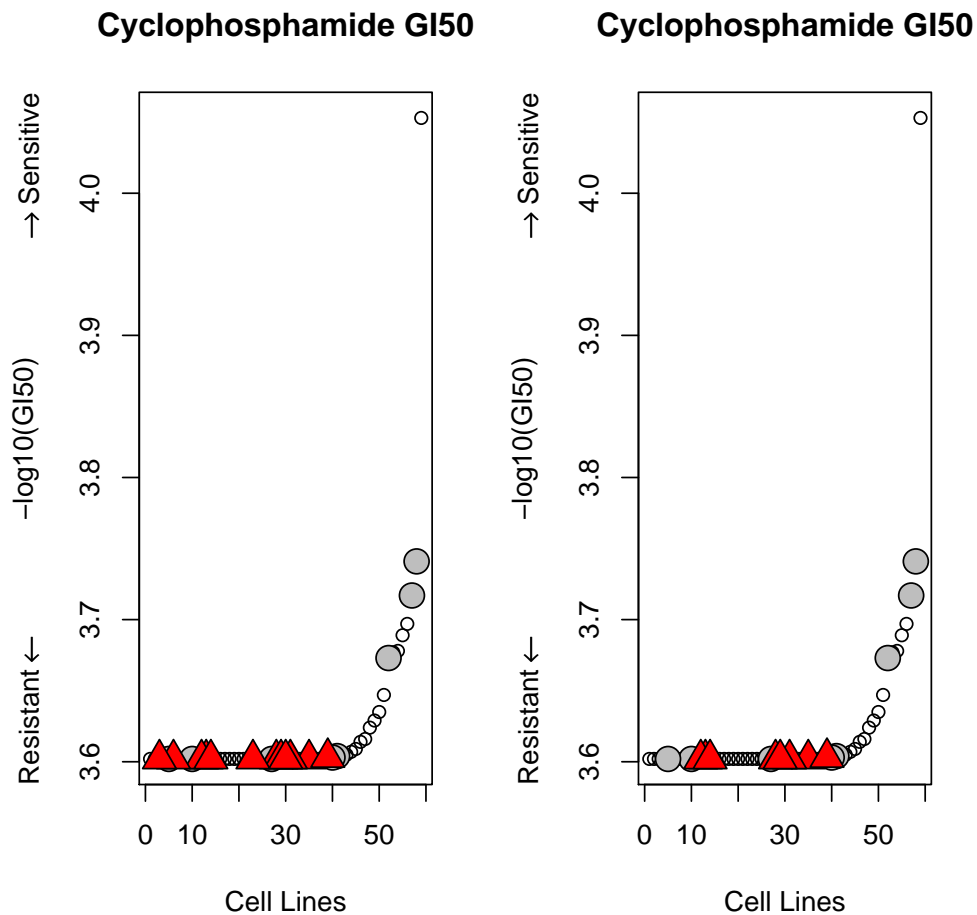 Cyclophosphamide GI50
Resistant ← −log10(GI50) → Sensitive
3.6 3.7 3.8 3.9 4.0
0 10 30 50
Cell Lines
Cyclophosphamide GI50
Resistant ← −log10(GI50) → Sensitive
3.6 3.7 3.8 3.9 4.0
0 10 30 50
Cell Lines